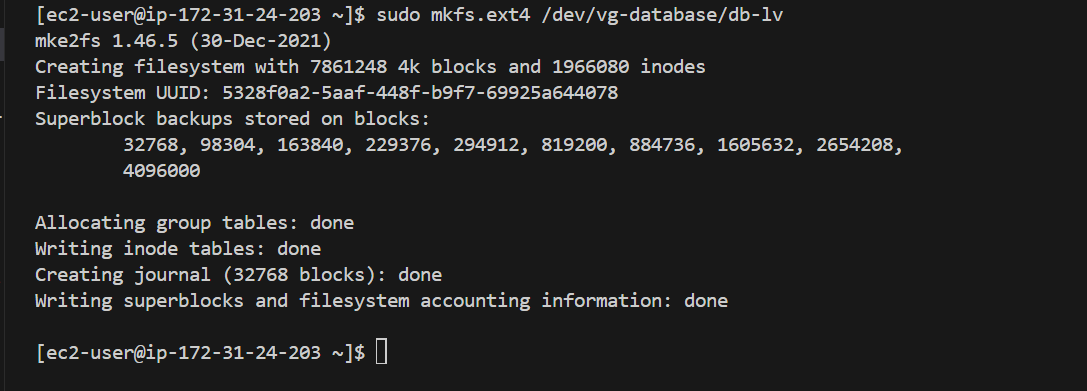 [ec2-user@ip-172-31-24-203 ~]$ sudo mkfs.ext4 /dev/vg-database/db-lv
mke2fs 1.46.5 (30-Dec-2021)
Creating filesystem with 7861248 4k blocks and 1966080 inodes
Filesystem UUID: 5328f0a2-5aaf-448f-b9f7-69925a644078
Superblock backups stored on blocks:
32768, 98304, 163840, 229376, 294912, 819200, 884736, 1605632, 2654208,
4096000
Allocating group tables: done
Writing inode tables: done
Creating journal (32768 blocks): done
Writing superblocks and filesystem accounting information: done
[ec2-user@ip-172-31-24-203 ~]$